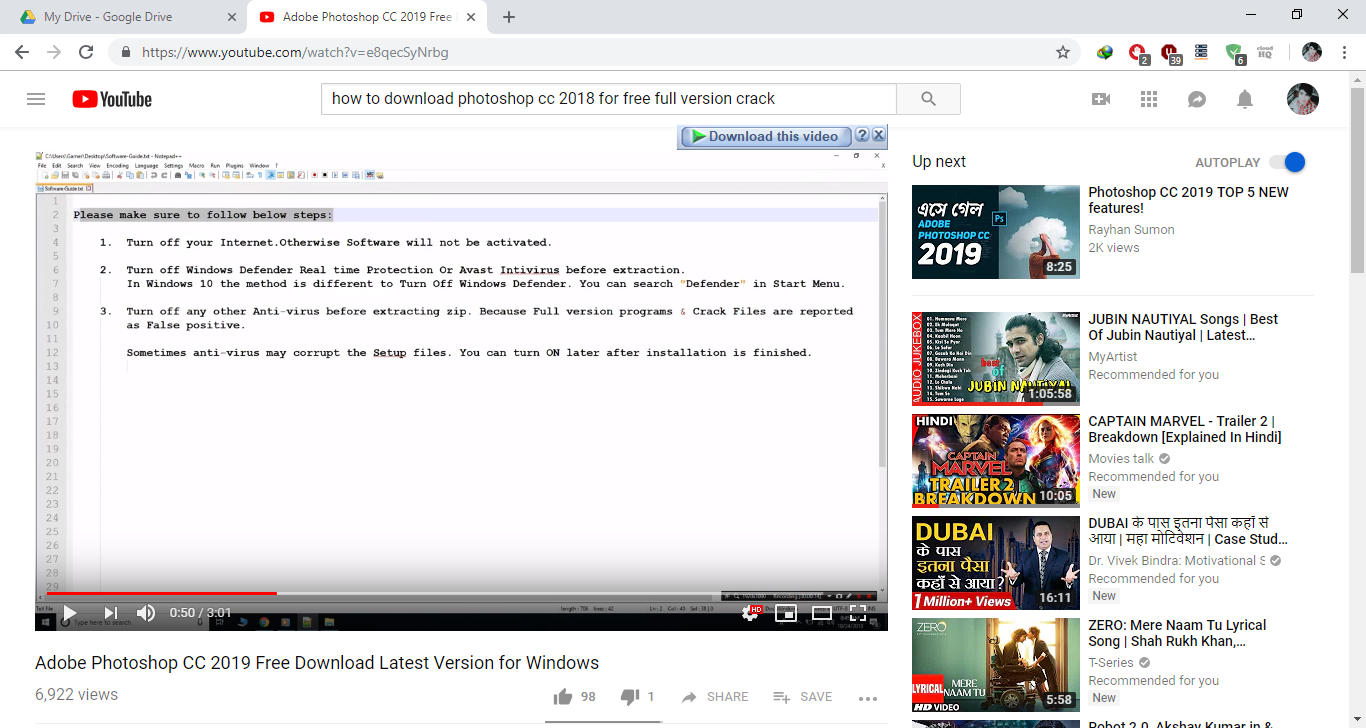 My Drive - Google Drive
Adobe Photoshop CC 2019 Free
https://www.youtube.com/watch?v=e8qecSyNrbg
2
39
6
cloud HQ
YouTube
how to download photoshop cc 2018 for free full version crack
Download this video
C:\Users\Gamer\Desktop\Software-Guide.txt - Notepad++
File Edit Search View Encoding Language Settings Macro Run Plugins Window ?
Software-Guide.txt
1
2 Please make sure to follow below steps:
3
4 1. Turn off your Internet.Otherwise Software will not be activated.
5
6 2. Turn off Windows Defender Real time Protection Or Avast Intivirus before extraction.
7 In Windows 10 the method is different to Turn Off Windows Defender. You can search "Defender" in Start Menu.
8
9 3. Turn off any other Anti-virus before extracting zip. Because Full version programs & Crack Files are reported
10 as False positive.
11
12 Sometimes anti-virus may corrupt the Setup files. You can turn ON later after installation is finished.
13
14
15
16
17
18
19
20
21
22
23
24
25
26
27
28
29
0:50 / 3:01
HD
Type here to search
Adobe Photoshop CC 2019 Free Download Latest Version for Windows
6,922 views
98
1
SHARE
SAVE
Up next
AUTOPLAY
এসে গেল
ADOBE
PHOTOSHOP CC
2019
Ps
8:25
Photoshop CC 2019 TOP 5 NEW
features!
Rayhan Sumon
2K views
AUDIO JUKEBOX
best of
JUBIN NAUTIYAL
1:05:58
JUBIN NAUTIYAL Songs | Best
Of Jubin Nautiyal | Latest…
MyArtist
Recommended for you
HINDI
CAPTAIN
MARVEL
TRAILER 2
BREAKDOWN
10:05
CAPTAIN MARVEL - Trailer 2 |
Breakdown [Explained In Hindi]
Movies talk
Recommended for you
New
DUBAI
के पास
इतना पैसा
कहाँ से आया?
1 Million+ Views
16:11
DUBAI के पास इतना पैसा कहाँ से
आया | महा मोटिवेशन | Case Stud…
Dr. Vivek Bindra: Motivational S
Recommended for you
New
ZERO
LYRICAL
HD VIDEO
MERE
NAAM TU
5:58
ZERO: Mere Naam Tu Lyrical
Song | Shah Rukh Khan,…
T-Series
Recommended for you
New
Robot 2.0, Akshay Kumar in &